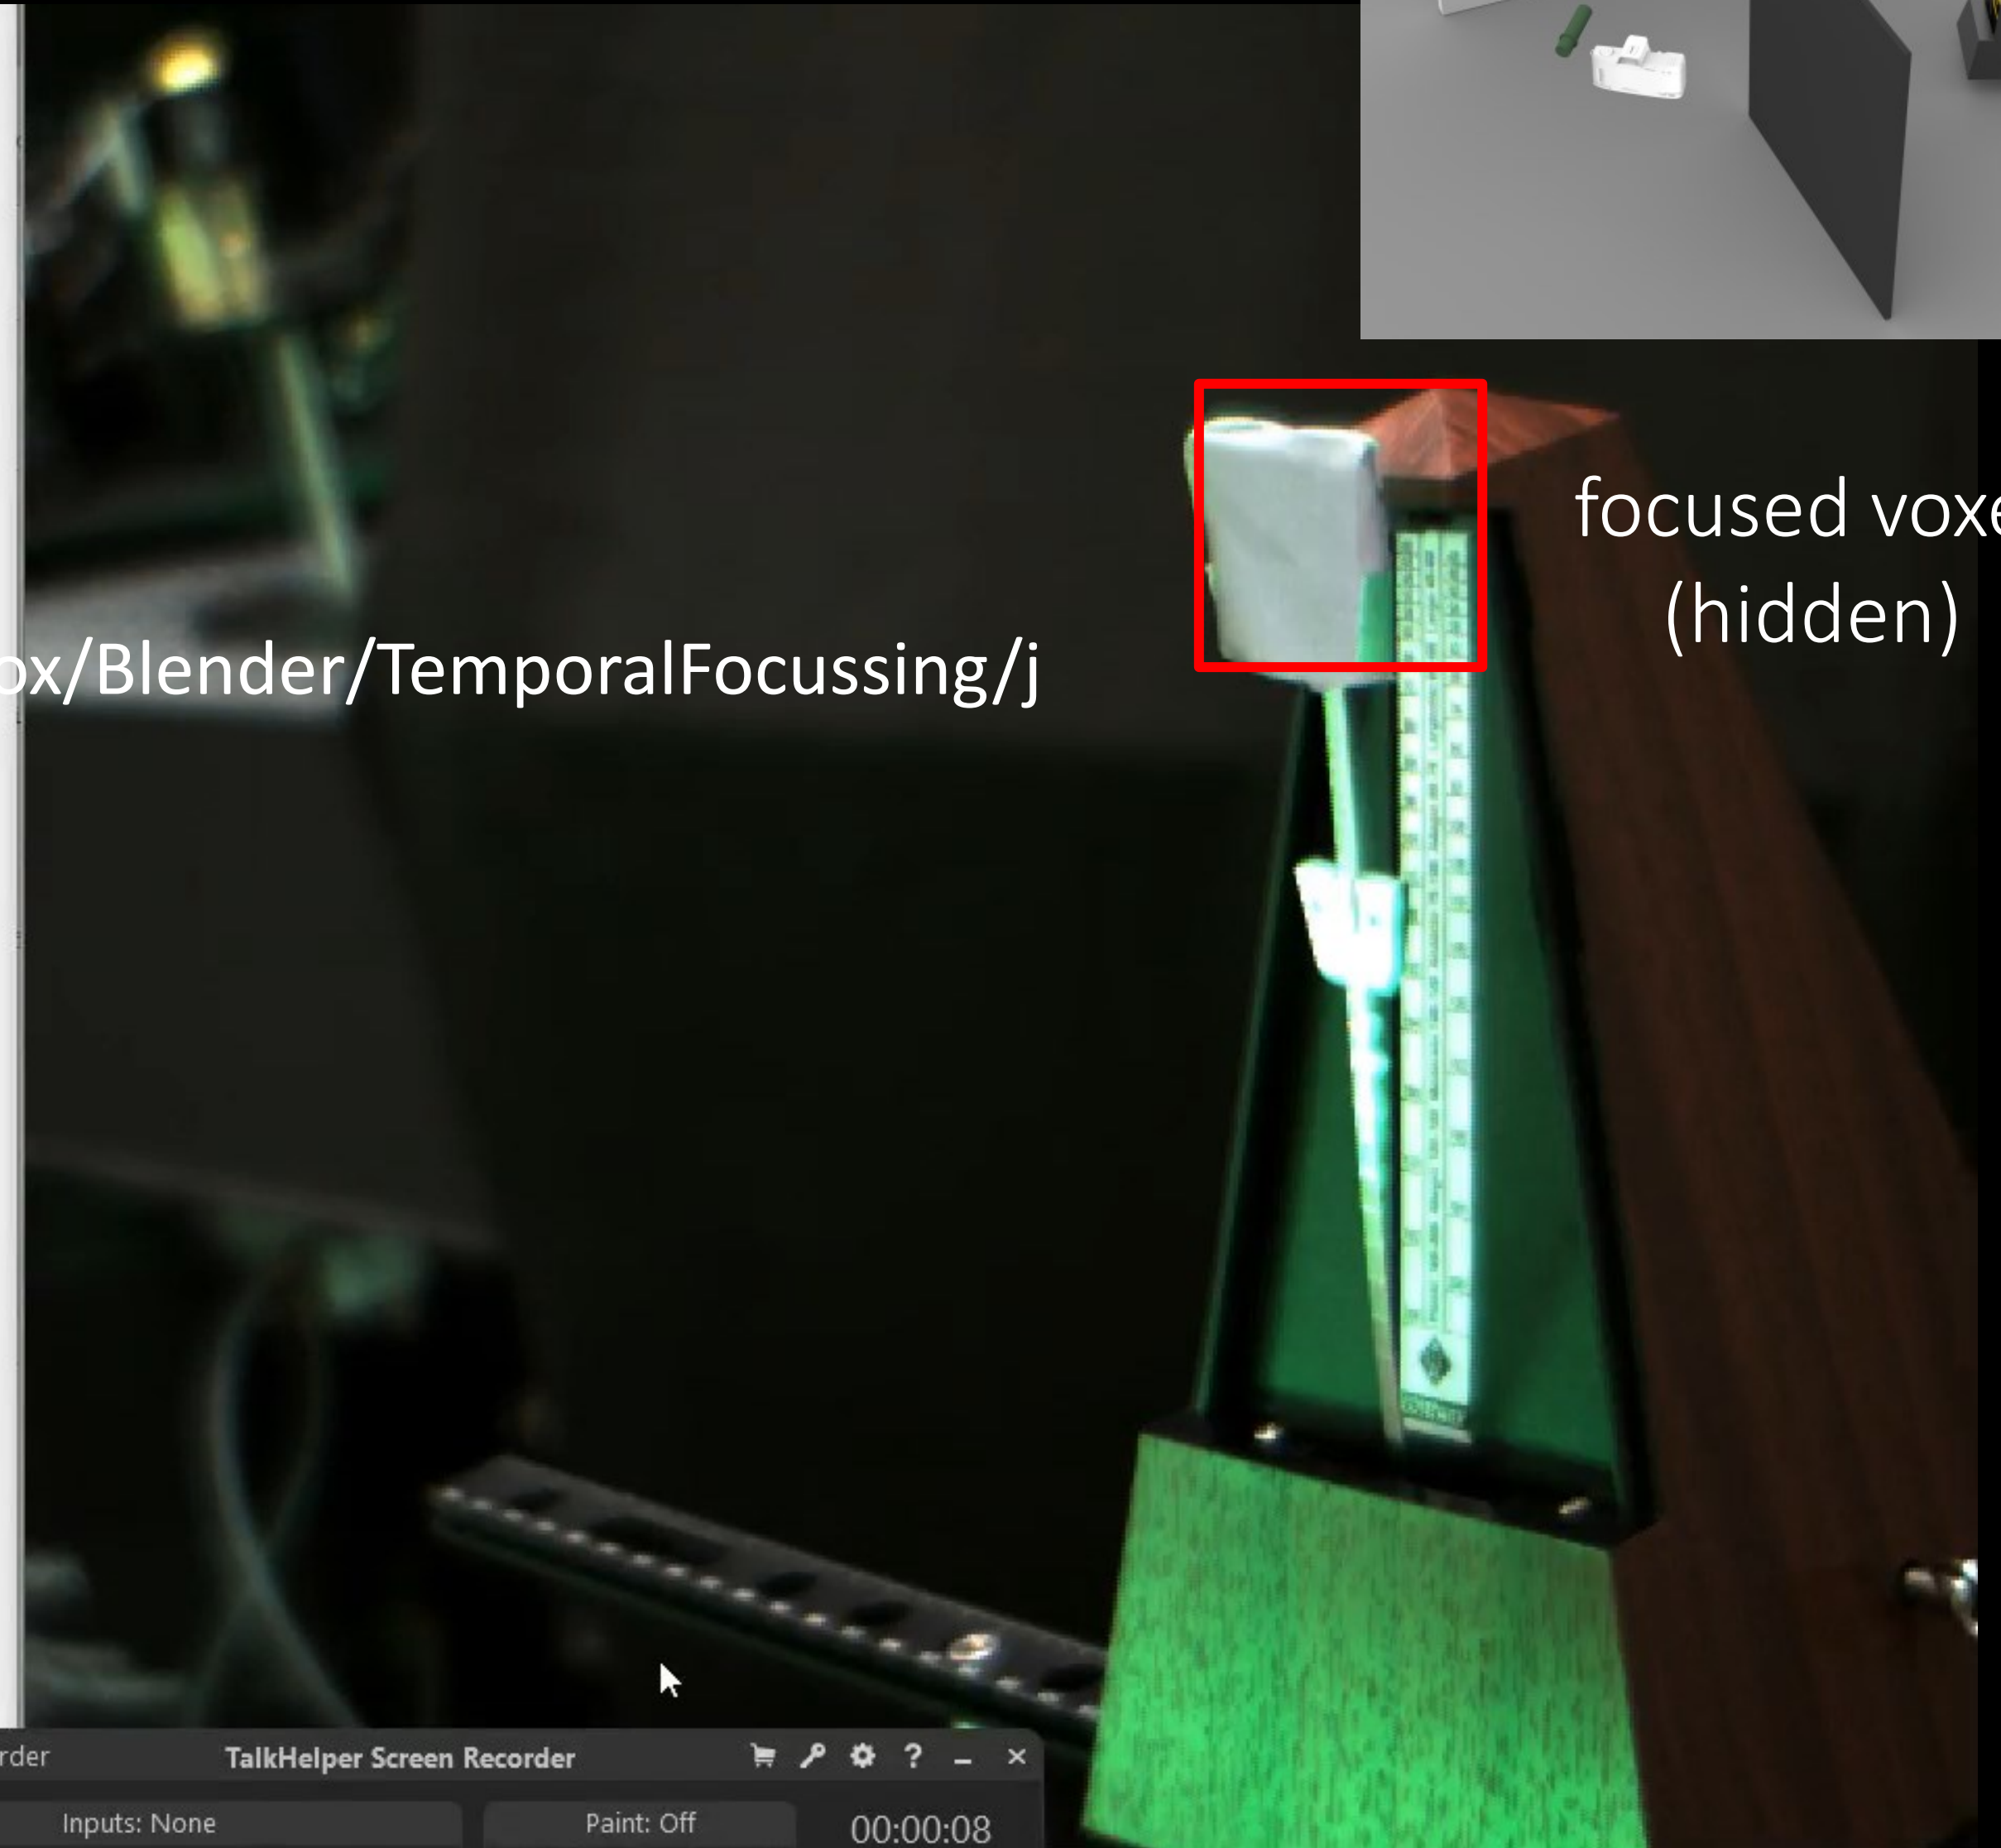 focused voxe
(hidden)
ox/Blender/TemporalFocussing/j
rder
TalkHelper Screen Recorder
?
Inputs: None
Paint: Off
00:00:08